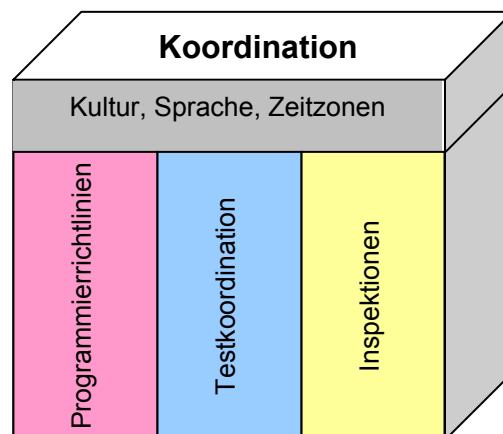 Koordination
Kultur, Sprache, Zeitzonen
Programmierrichtlinien
Testkoordination
Inspektionen